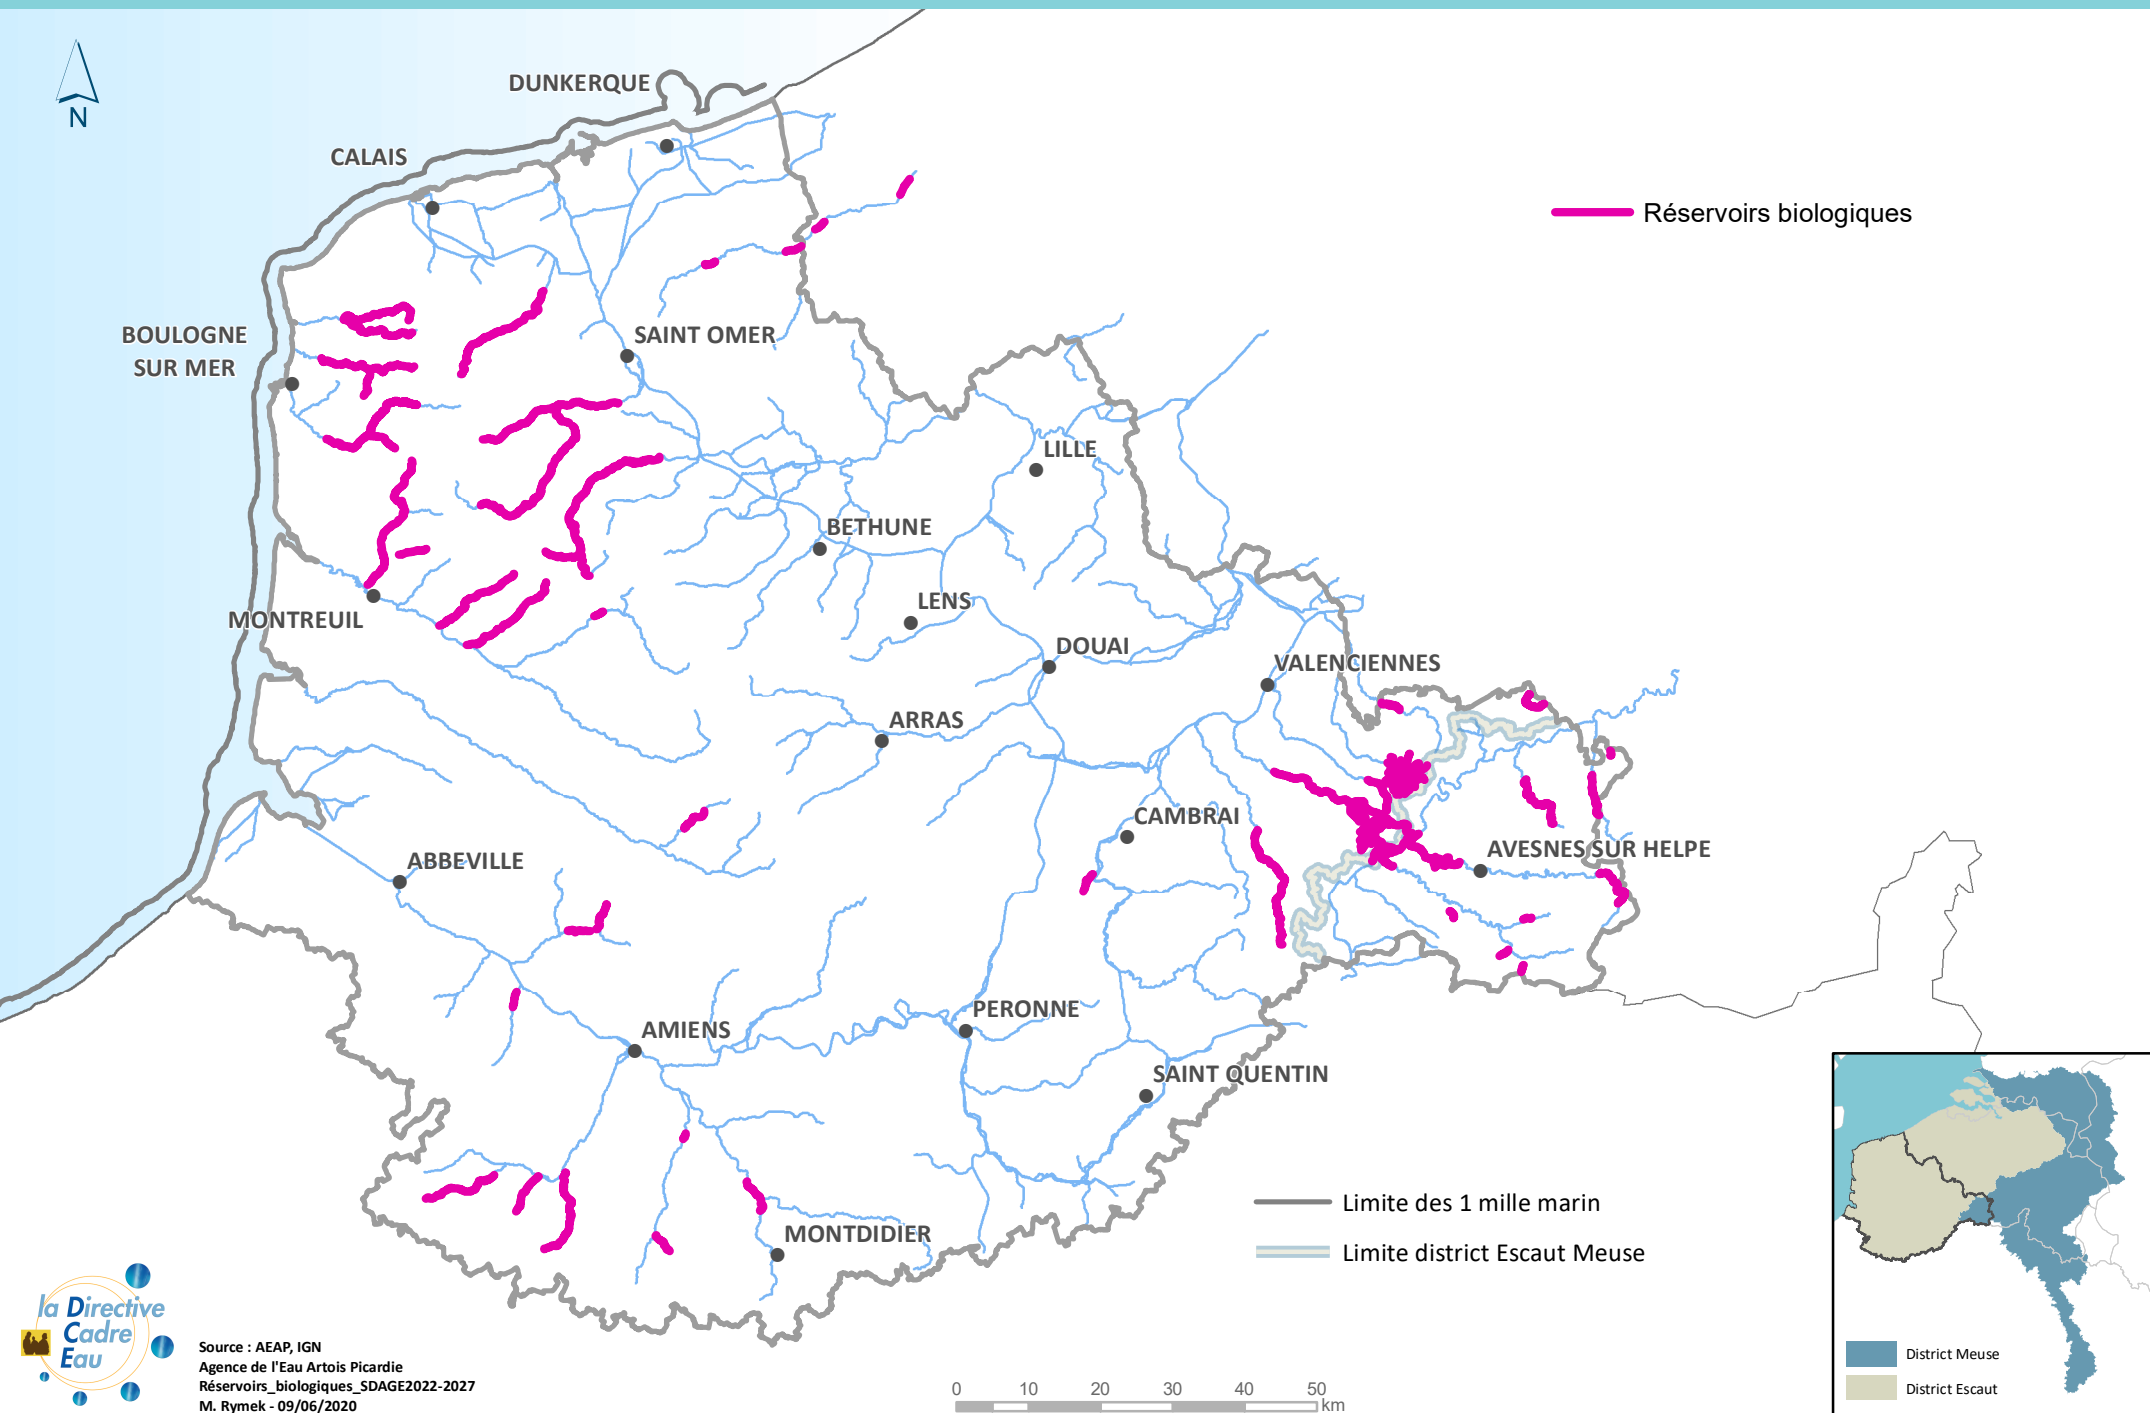 N
DUNKERQUE
CALAIS
Réservoirs biologiques
BOULOGNE
SUR MER
SAINT OMER
LILLE
BETHUNE
LENS
MONTREUIL
DOUAI
VALENCIENNES
ARRAS
CAMBRAI
AVESNES SUR HELPE
ABBEVILLE
PERONNE
AMIENS
SAINT QUENTIN
MONTDIDIER
Limite des 1 mille marin
Limite district Escaut Meuse
la Directive
Cadre
Eau
Source : AEAP, IGN
Agence de l'Eau Artois Picardie
Réservoirs_biologiques_SDAGE2022-2027
M. Rymek - 09/06/2020
0 10 20 30 40 50
km
District Meuse
District Escaut